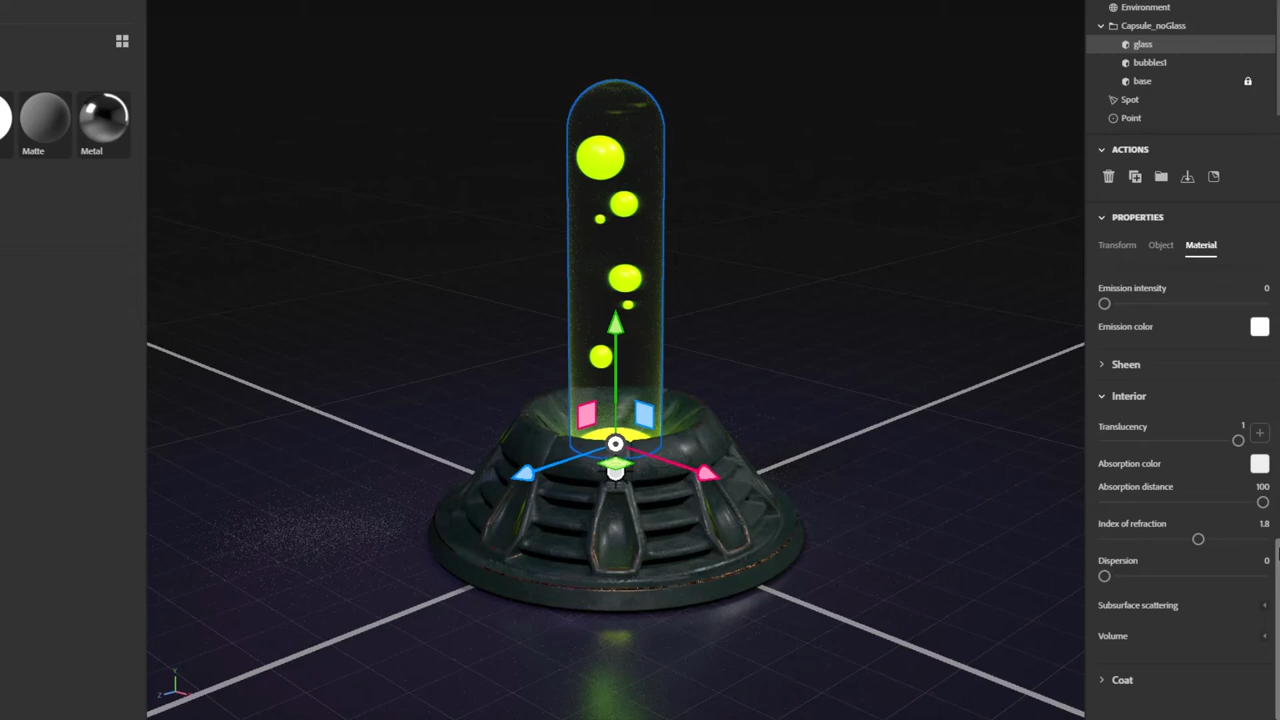 Environment
Capsule_noGlass
glass
bubbles1
base
Spot
Point
ACTIONS
PROPERTIES
Transform Object Material
Emission intensity 0
Emission color
Sheen
Interior
Translucency 1
Absorption color
Absorption distance 100
Index of refraction 1.8
Dispersion 0
Subsurface scattering
Volume
Coat
Matte Metal
Y
Z